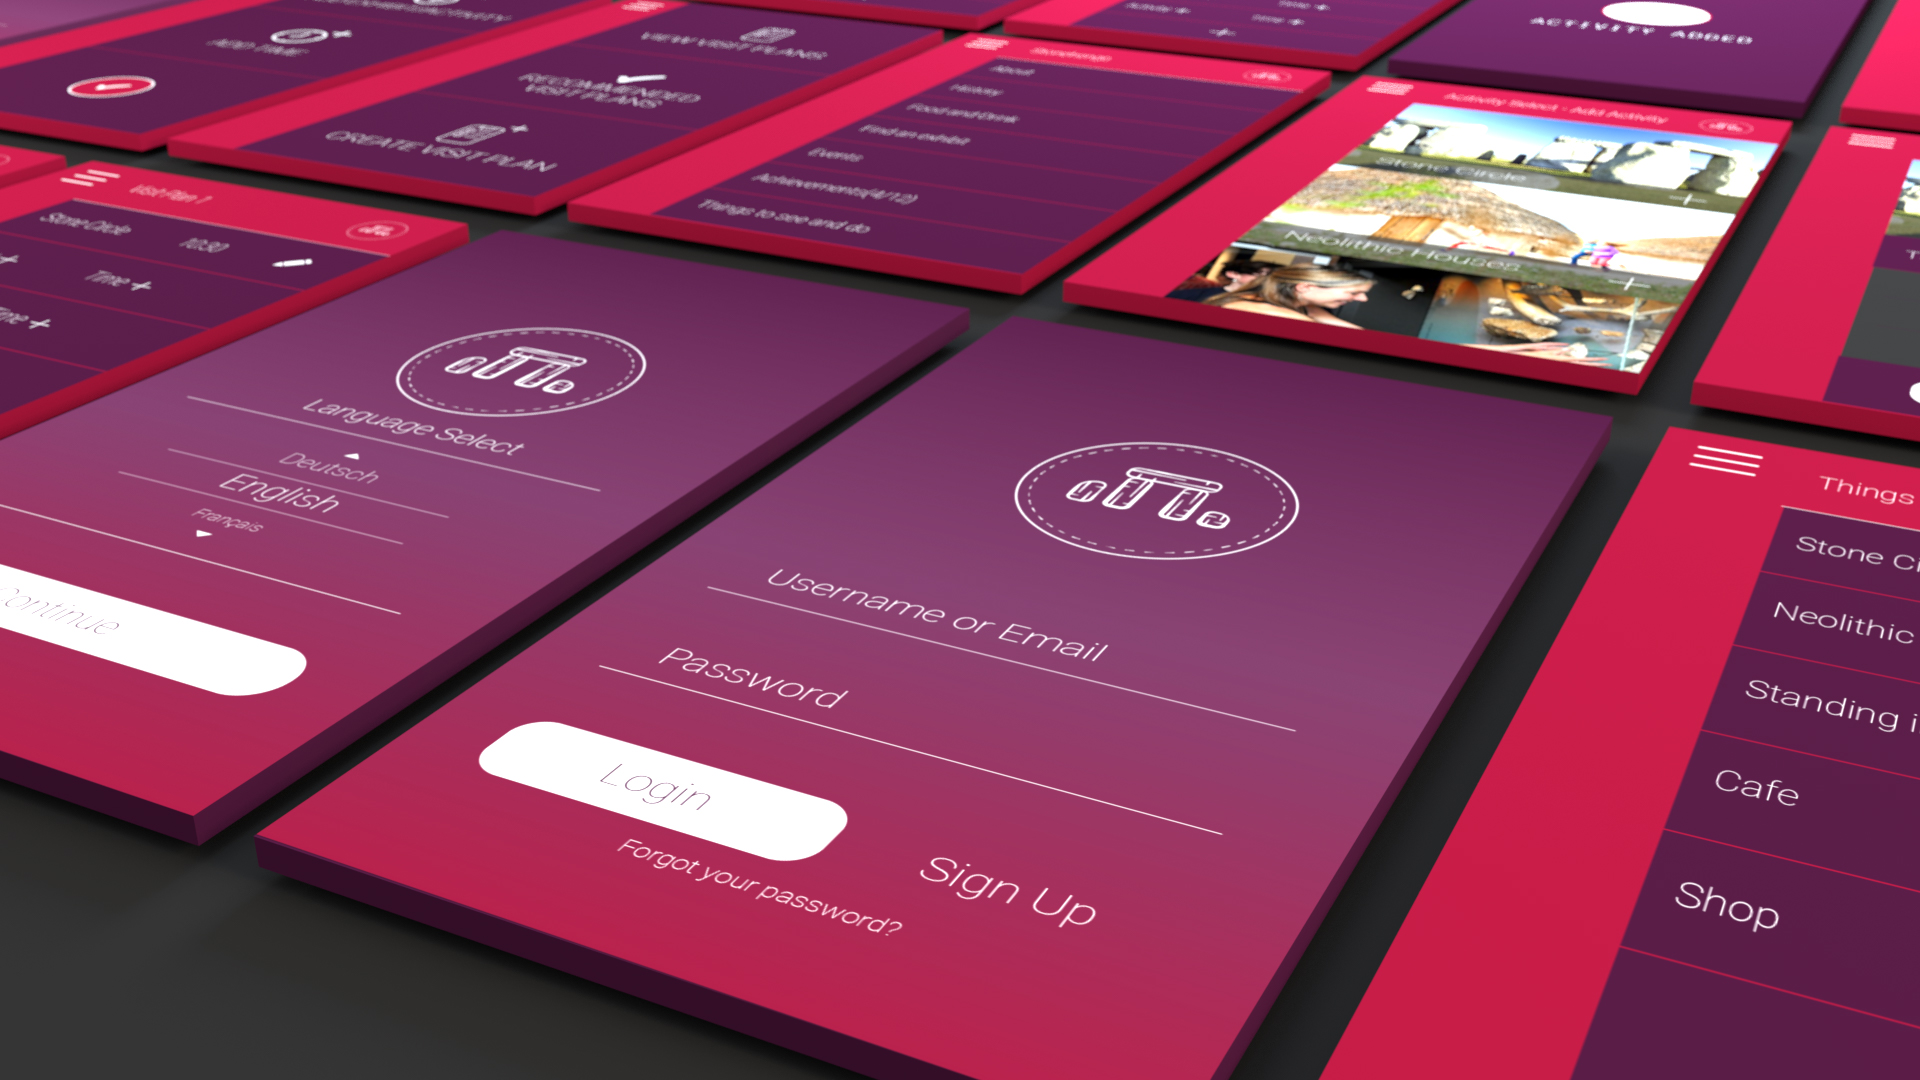 ADD TIME
VIEW VISIT PLANS
RECOMMENDED
VISIT PLANS
CREATE VISIT PLAN
Stonehenge
About
History
Food and Drink
Find an exhibit
Events
Achievements(4/12)
Things to see and do
Activity +
Time +
Time +
ACTIVITY ADDED
Activity Select - Add Activity
Stone Circle
Neolithic Houses
Visit Plan 1
Stone Circle
10:30
Time +
Time +
Language Select
Deutsch
English
Français
Continue
Username or Email
Password
Login
Forgot your password?
Sign Up
Things
Stone
Neolithic
Standing
Cafe
Shop